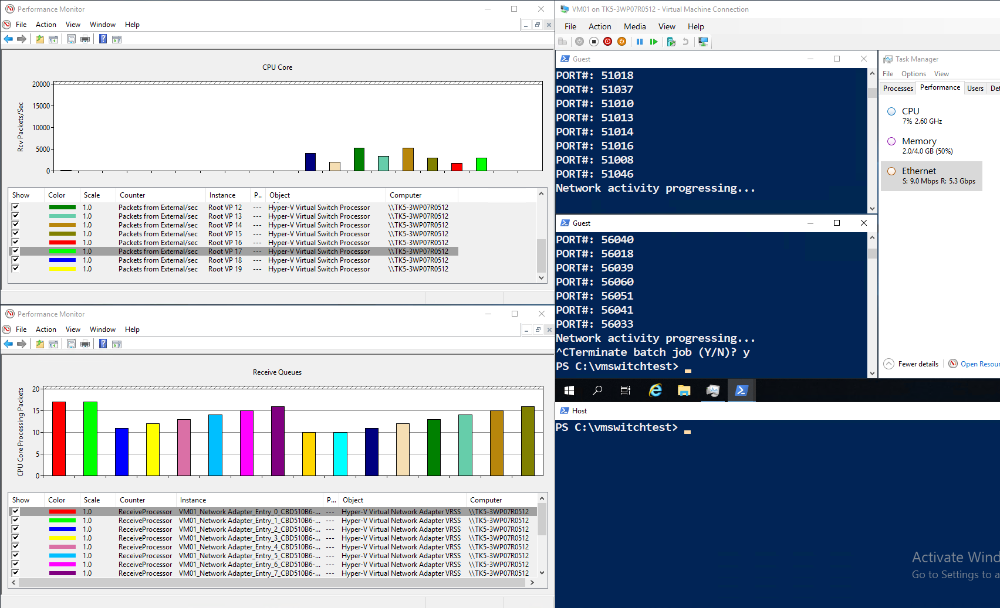 Performance Monitor
File Action View Window Help
CPU Core
Rcv Packets/Sec
20000
15000
10000
5000
0
Show Color Scale Counter Instance P.. Object Computer
1.0 Packets from External/sec Root VP 12 --- Hyper-V Virtual Switch Processor \\TK5-3WP07R0512
1.0 Packets from External/sec Root VP 13 --- Hyper-V Virtual Switch Processor \\TK5-3WP07R0512
1.0 Packets from External/sec Root VP 14 --- Hyper-V Virtual Switch Processor \\TK5-3WP07R0512
1.0 Packets from External/sec Root VP 15 --- Hyper-V Virtual Switch Processor \\TK5-3WP07R0512
1.0 Packets from External/sec Root VP 16 --- Hyper-V Virtual Switch Processor \\TK5-3WP07R0512
1.0 Packets from External/sec Root VP 17 --- Hyper-V Virtual Switch Processor \\TK5-3WP07R0512
1.0 Packets from External/sec Root VP 18 --- Hyper-V Virtual Switch Processor \\TK5-3WP07R0512
1.0 Packets from External/sec Root VP 19 --- Hyper-V Virtual Switch Processor \\TK5-3WP07R0512
Performance Monitor
File Action View Window Help
Receive Queues
CPU Core Processing Packets
20
15
10
5
0
Show Color Scale Counter Instance P... Object Computer
1.0 ReceiveProcessor VM01_Network Adapter_Entry_0_CBD510B6-... --- Hyper-V Virtual Network Adapter VRSS \\TK5-3WP07R0512
1.0 ReceiveProcessor VM01_Network Adapter_Entry_1_CBD510B6-... --- Hyper-V Virtual Network Adapter VRSS \\TK5-3WP07R0512
1.0 ReceiveProcessor VM01_Network Adapter_Entry_2_CBD510B6-... --- Hyper-V Virtual Network Adapter VRSS \\TK5-3WP07R0512
1.0 ReceiveProcessor VM01_Network Adapter_Entry_3_CBD510B6-... --- Hyper-V Virtual Network Adapter VRSS \\TK5-3WP07R0512
1.0 ReceiveProcessor VM01_Network Adapter_Entry_4_CBD510B6-... --- Hyper-V Virtual Network Adapter VRSS \\TK5-3WP07R0512
1.0 ReceiveProcessor VM01_Network Adapter_Entry_5_CBD510B6-... --- Hyper-V Virtual Network Adapter VRSS \\TK5-3WP07R0512
1.0 ReceiveProcessor VM01_Network Adapter_Entry_6_CBD510B6-... --- Hyper-V Virtual Network Adapter VRSS \\TK5-3WP07R0512
1.0 ReceiveProcessor VM01_Network Adapter_Entry_7_CBD510B6-... --- Hyper-V Virtual Network Adapter VRSS \\TK5-3WP07R0512
VM01 on TK5-3WP07R0512 - Virtual Machine Connection
File Action Media View Help
Guest
PORT#: 51018
PORT#: 51037
PORT#: 51010
PORT#: 51013
PORT#: 51014
PORT#: 51016
PORT#: 51008
PORT#: 51046
Network activity progressing...
Guest
PORT#: 56040
PORT#: 56018
PORT#: 56039
PORT#: 56060
PORT#: 56051
PORT#: 56041
PORT#: 56033
Network activity progressing...
^CTerminate batch job (Y/N)? y
PS C:\vmswitchtest>
Task Manager
File Options View
Processes Performance Users Det
CPU
7% 2.60 GHz
Memory
2.0/4.0 GB (50%)
Ethernet
S: 9.0 Mbps R: 5.3 Gbps
Fewer details Open Resour
Host
PS C:\vmswitchtest>
Activate Wind
Go to Settings to a